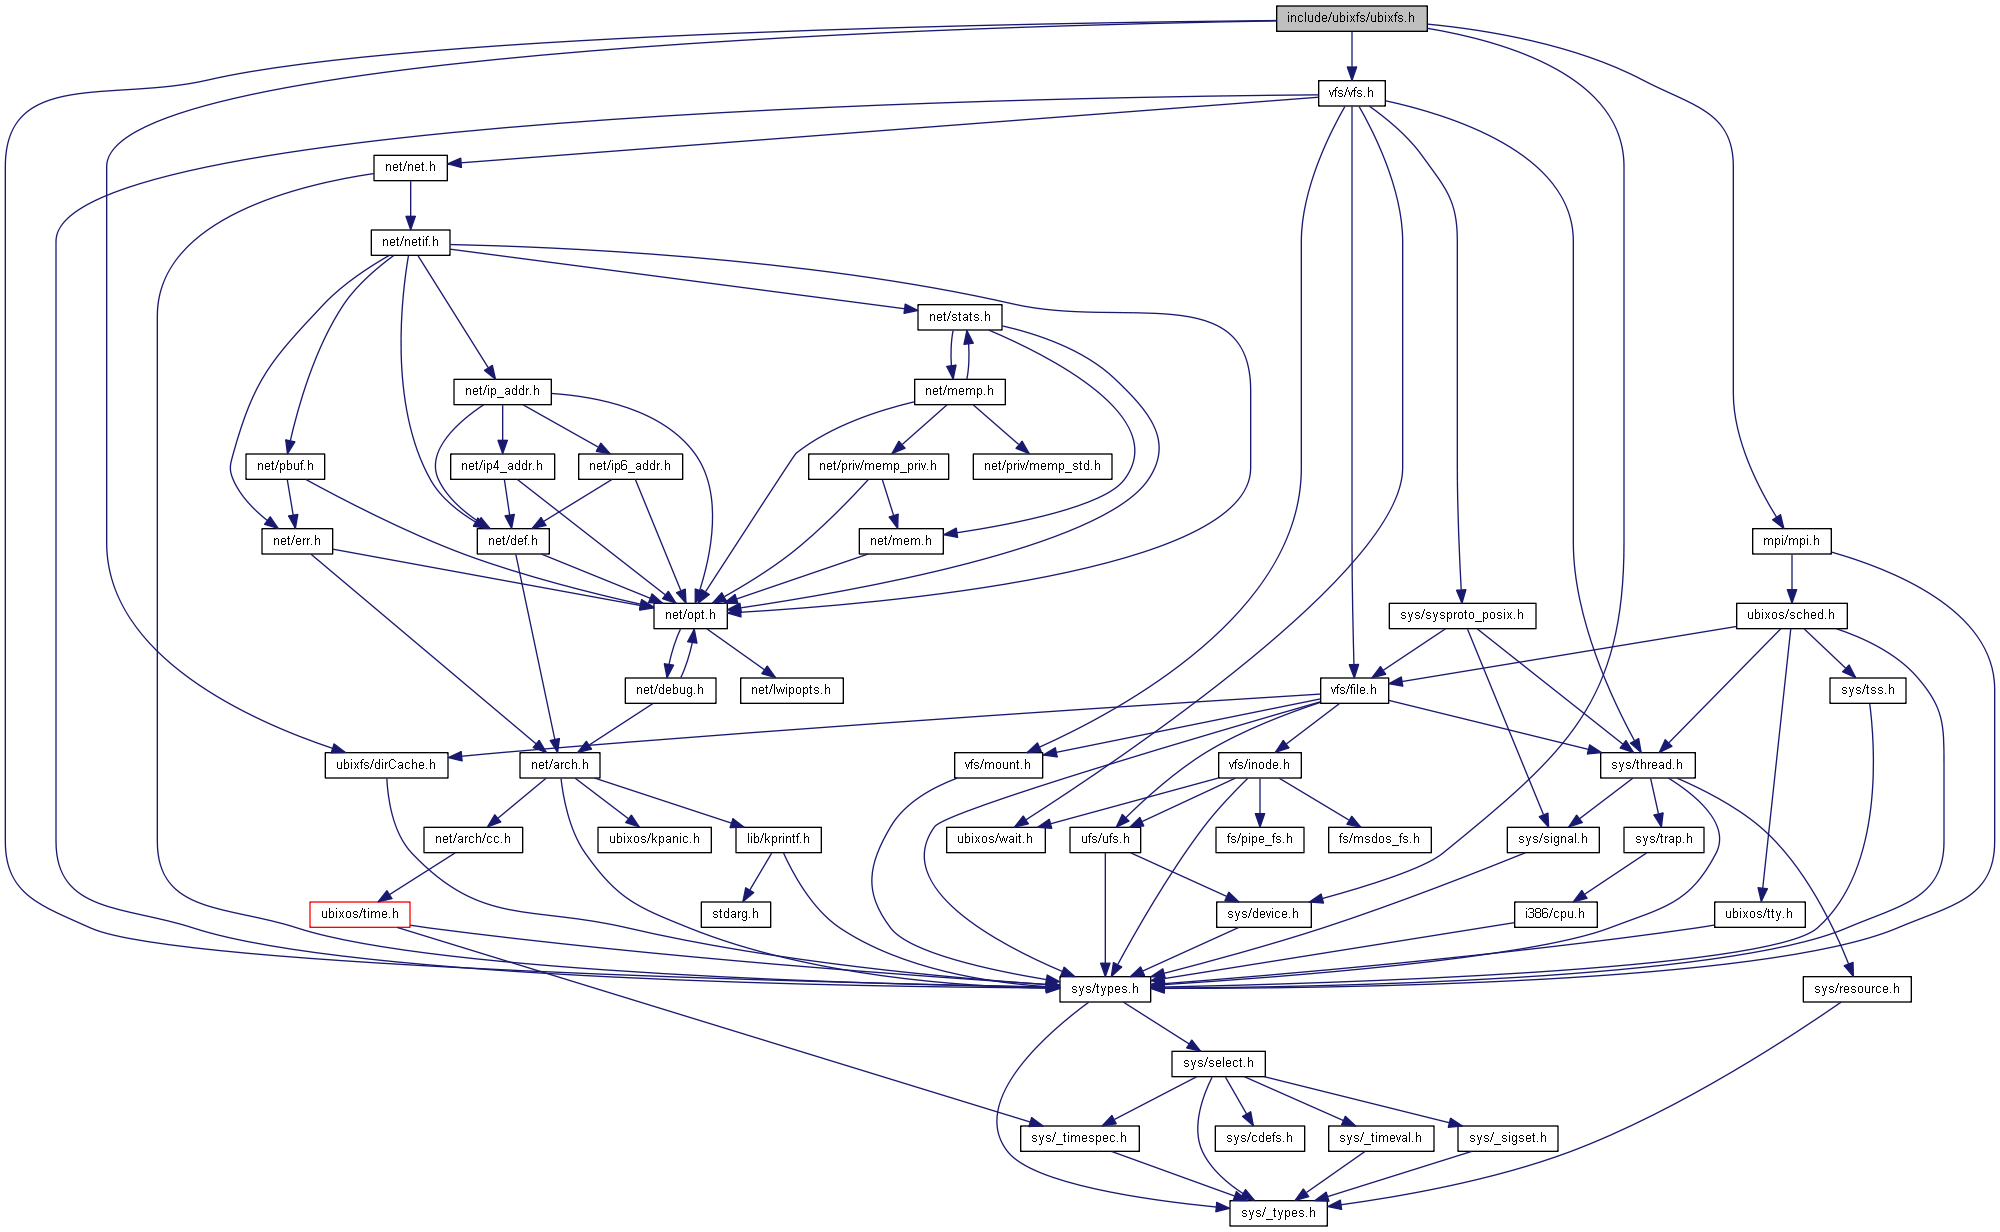 include/ubixfs/ubixfs.h
vfs/vfs.h
net/net.h
net/netif.h
net/stats.h
net/ip_addr.h
net/memp.h
net/pbuf.h
net/ip4_addr.h
net/ip6_addr.h
net/priv/memp_priv.h
net/priv/memp_std.h
net/err.h
net/def.h
net/mem.h
mpi/mpi.h
net/opt.h
sys/sysproto_posix.h
ubixos/sched.h
net/debug.h
net/lwipopts.h
vfs/file.h
sys/tss.h
ubixfs/dirCache.h
net/arch.h
vfs/mount.h
vfs/inode.h
sys/thread.h
net/arch/cc.h
ubixos/kpanic.h
lib/kprintf.h
ubixos/wait.h
ufs/ufs.h
fs/pipe_fs.h
fs/msdos_fs.h
sys/signal.h
sys/trap.h
ubixos/time.h
stdarg.h
sys/device.h
i386/cpu.h
ubixos/tty.h
sys/types.h
sys/resource.h
sys/select.h
sys/_timespec.h
sys/cdefs.h
sys/_timeval.h
sys/_sigset.h
sys/_types.h